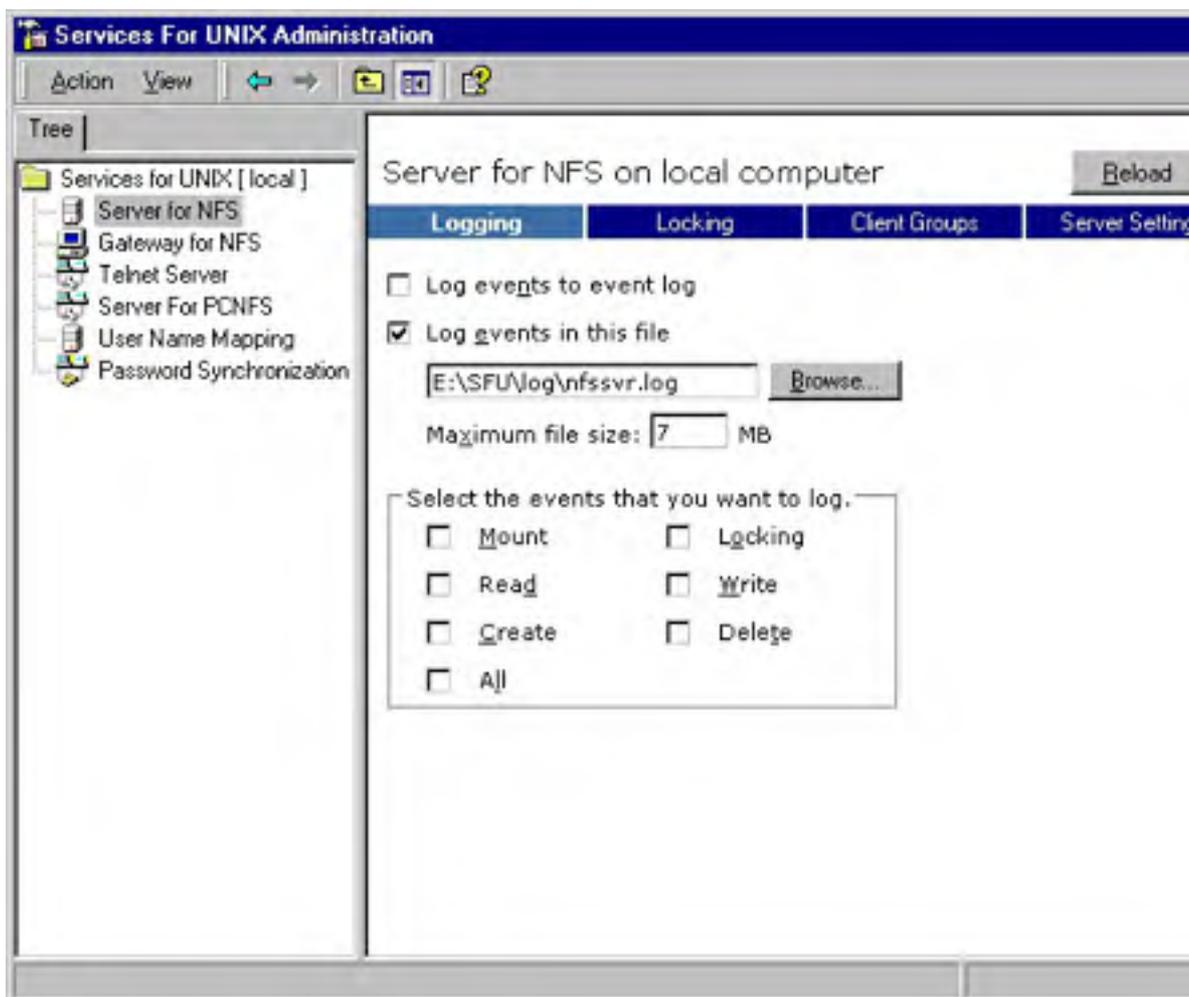 Services For UNIX Administration
Action View
Tree
Services for UNIX [ local ]
Server for NFS
Gateway for NFS
Telnet Server
Server For PCNFS
User Name Mapping
Password Synchronization
Server for NFS on local computer
Reload
Logging Locking Client Groups Server Setting
Log events to event log
Log events in this file
E:\SFU\log\nfssvr.log Browse...
Maximum file size: 7 MB
Select the events that you want to log.
Mount Locking
Read Write
Create Delete
All